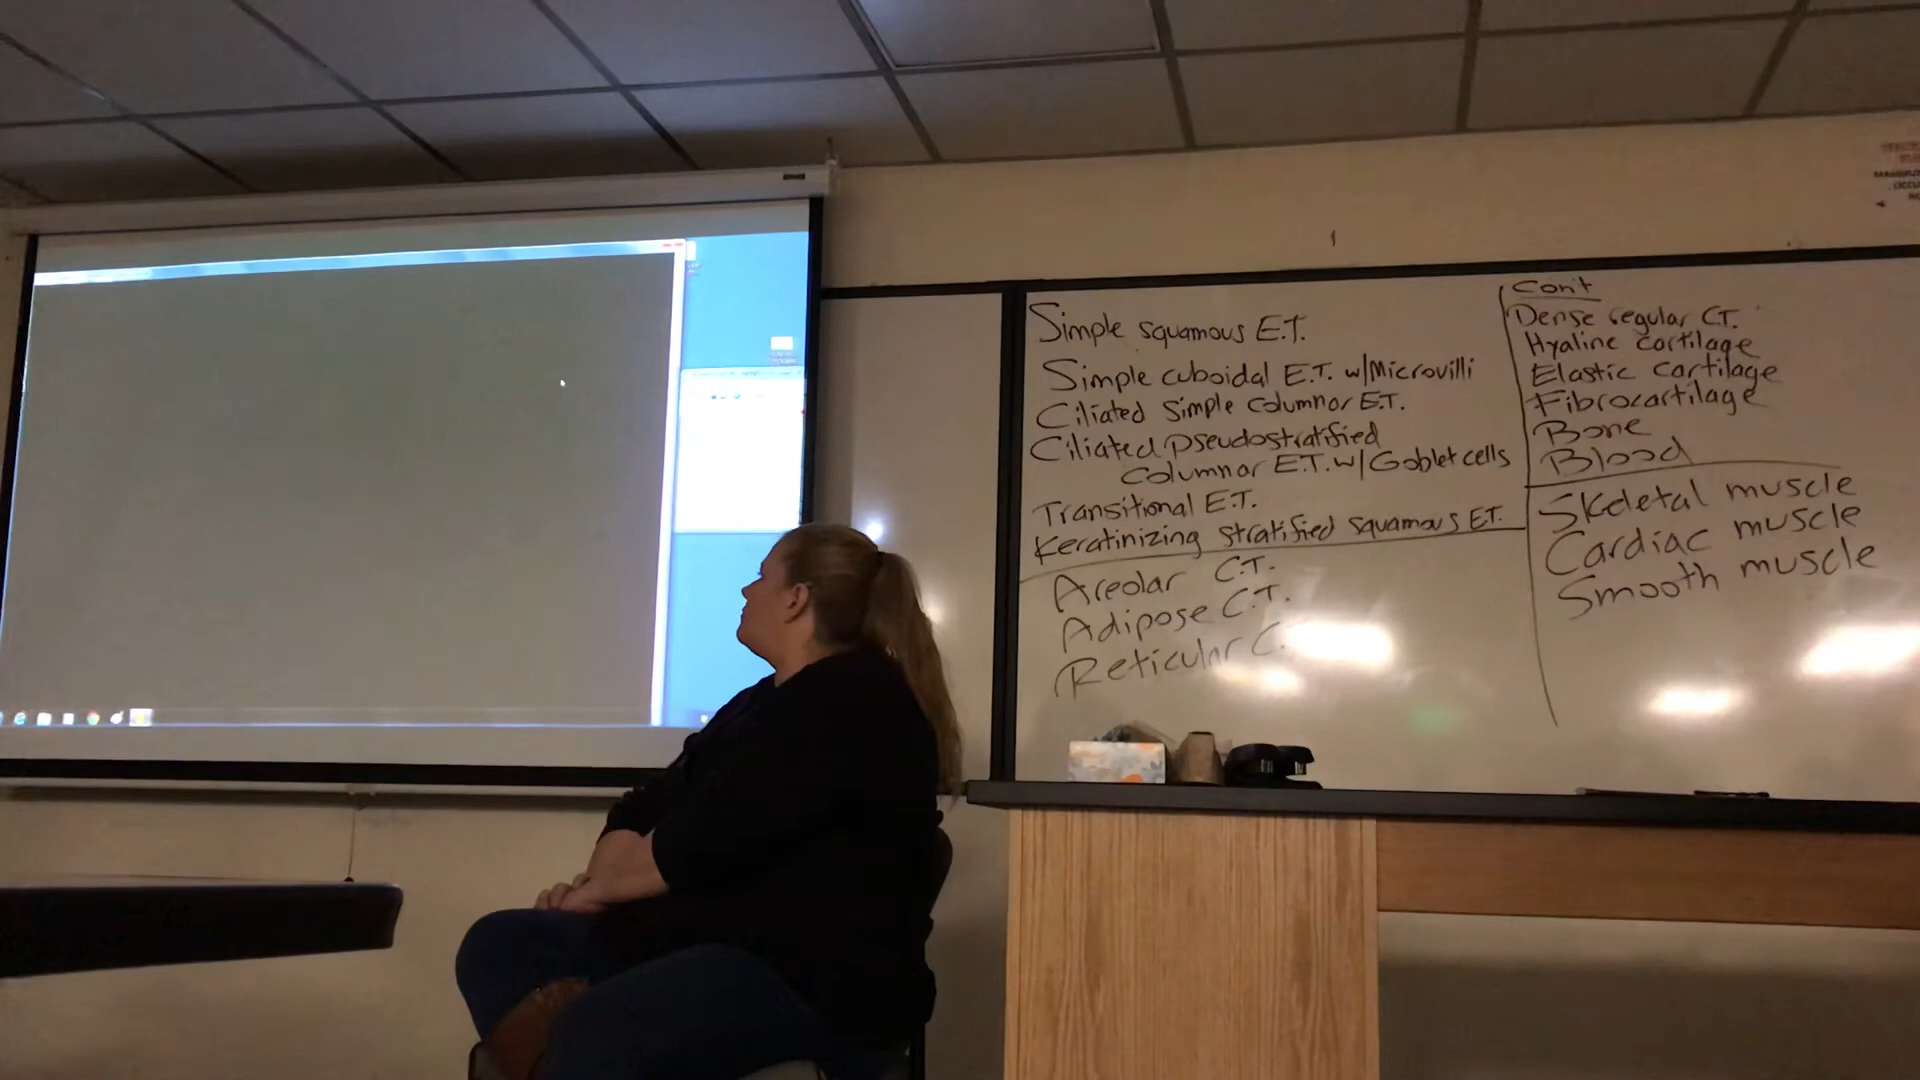 Simple squamous E.T.
Simple cuboidal E.T. w/Microvilli
Ciliated simple columnar E.T.
Ciliated pseudostratified
columnar E.T. w/Goblet cells
Transitional E.T.
Keratinizing stratified squamous E.T.
Areolar C.T.
Adipose C.T.
Reticular C.
Con't
Dense regular C.T.
Hyaline cartilage
Elastic cartilage
Fibrocartilage
Bone
Blood
Skeletal muscle
Cardiac muscle
Smooth muscle